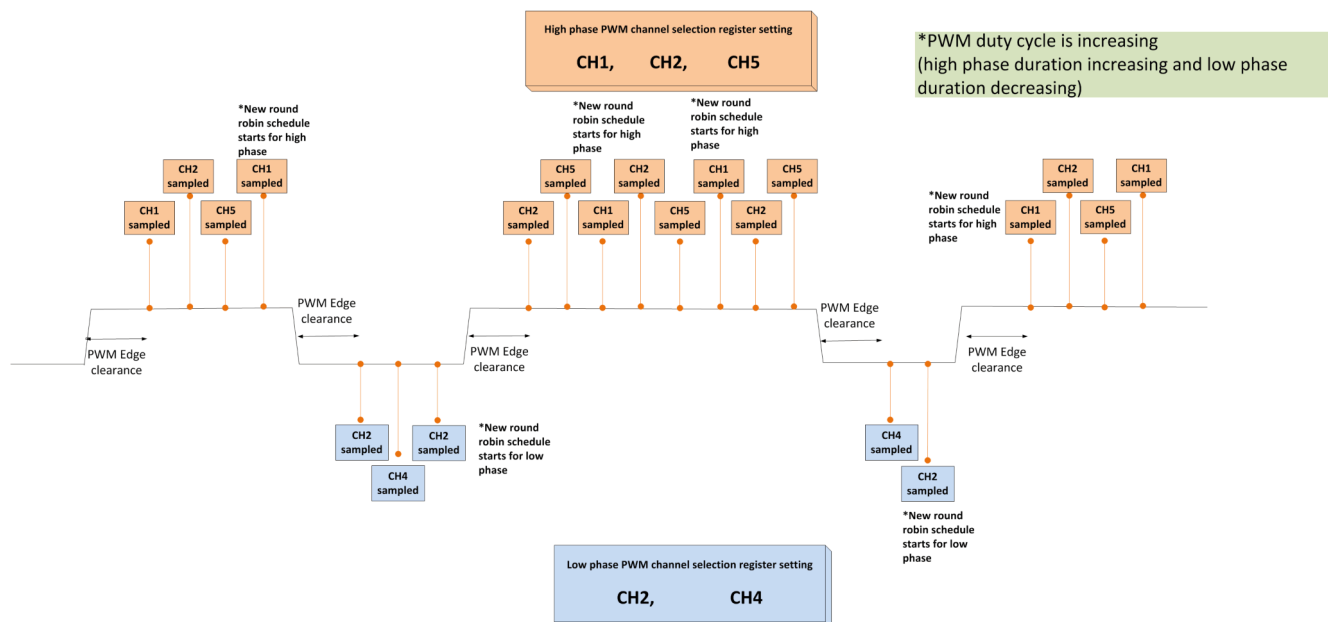 High phase PWM channel selection register setting
CH1, CH2, CH5
*PWM duty cycle is increasing
(high phase duration increasing and low phase
duration decreasing)
*New round
robin schedule
starts for high
phase
*New round
robin schedule
starts for high
phase
*New round
robin schedule
starts for high
phase
CH2
sampled
CH1
sampled
CH1
sampled
CH5
sampled
CH5
sampled
CH2
sampled
CH1
sampled
CH5
sampled
CH2
sampled
CH1
sampled
CH5
sampled
CH2
sampled
*New round
robin schedule
starts for high
phase
CH2
sampled
CH1
sampled
CH1
sampled
CH5
sampled
PWM Edge
clearance
PWM Edge
clearance
PWM Edge
clearance
PWM Edge
clearance
PWM Edge
clearance
CH2
sampled
CH4
sampled
CH2
sampled
*New round
robin schedule
starts for low
phase
CH4
sampled
CH2
sampled
*New round
robin schedule
starts for low
phase
Low phase PWM channel selection register setting
CH2, CH4